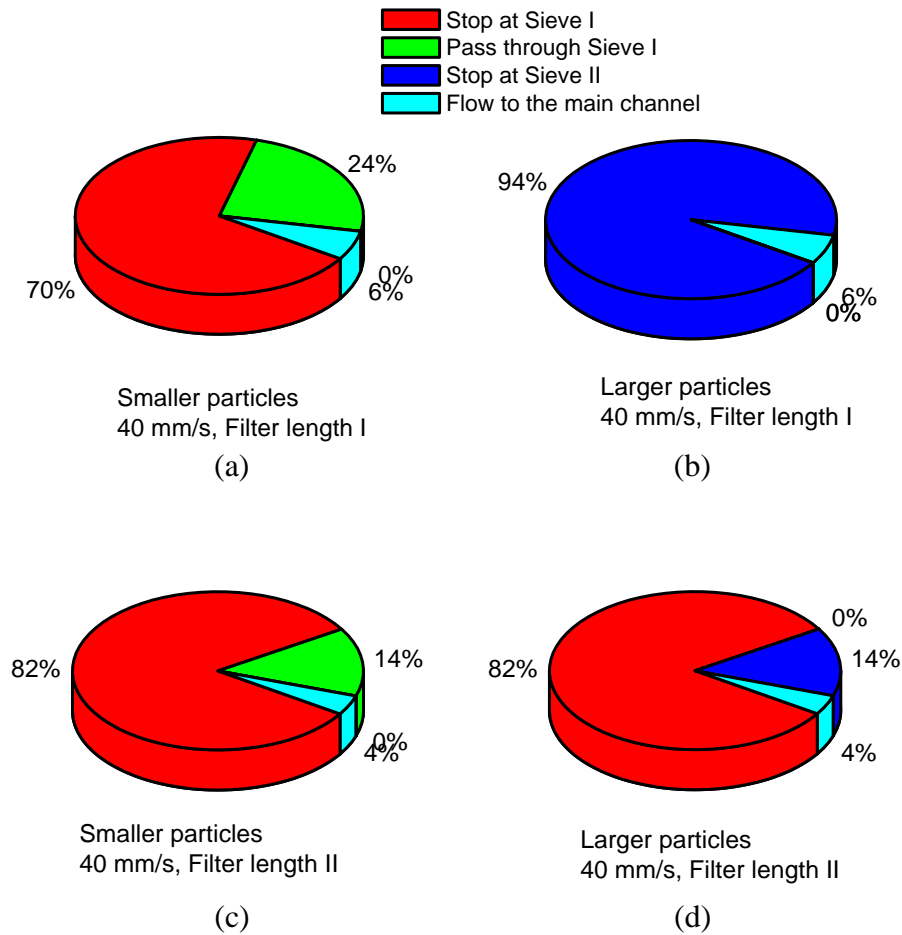 Stop at Sieve I
Pass through Sieve I
Stop at Sieve II
Flow to the main channel
24%
0%
6%
70%
Smaller particles
40 mm/s, Filter length I
(a)
94%
6%
0%
0%
Larger particles
40 mm/s, Filter length I
(b)
82%
14%
0%
4%
Smaller particles
40 mm/s, Filter length II
(c)
0%
82%
14%
4%
Larger particles
40 mm/s, Filter length II
(d)